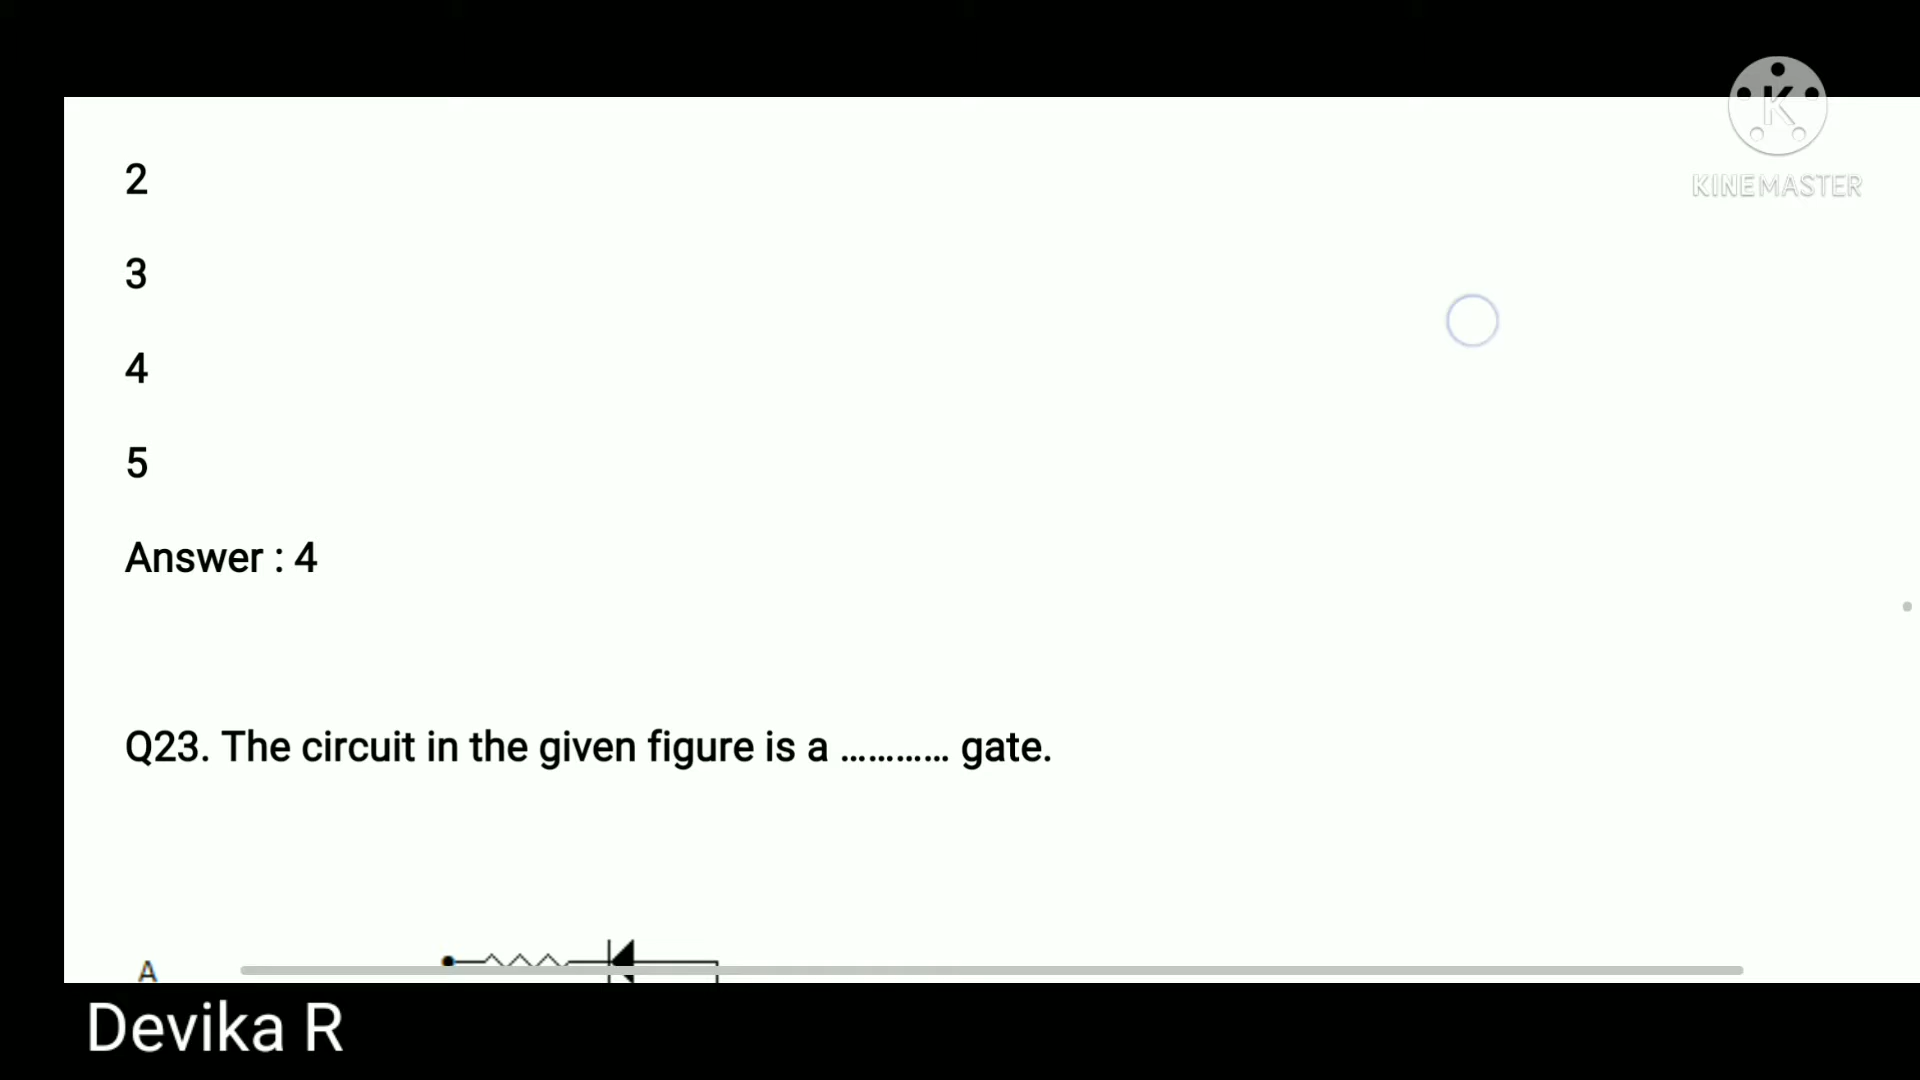 KINEMASTER
2
3
4
5
Answer : 4
Q23. The circuit in the given figure is a ............ gate.
A
Devika R